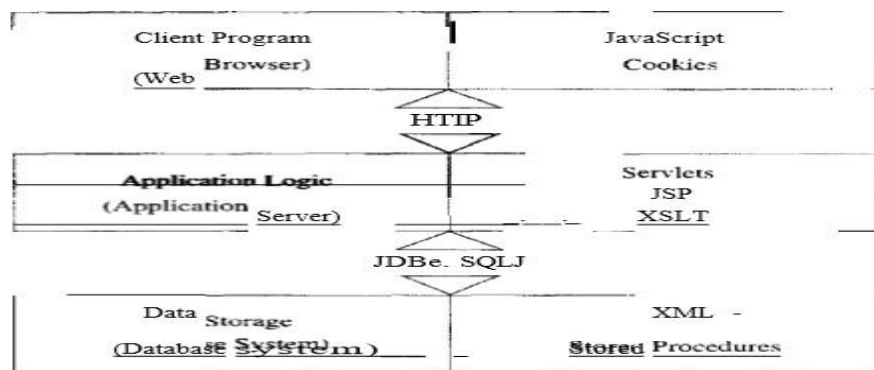 Client Program
(Web Browser)
JavaScript
Cookies
HTIP
Application Logic
(Application Server)
Servlets
JSP
XSLT
JDBe. SQLJ
Data Storage
(Database System)
XML -
Stored Procedures